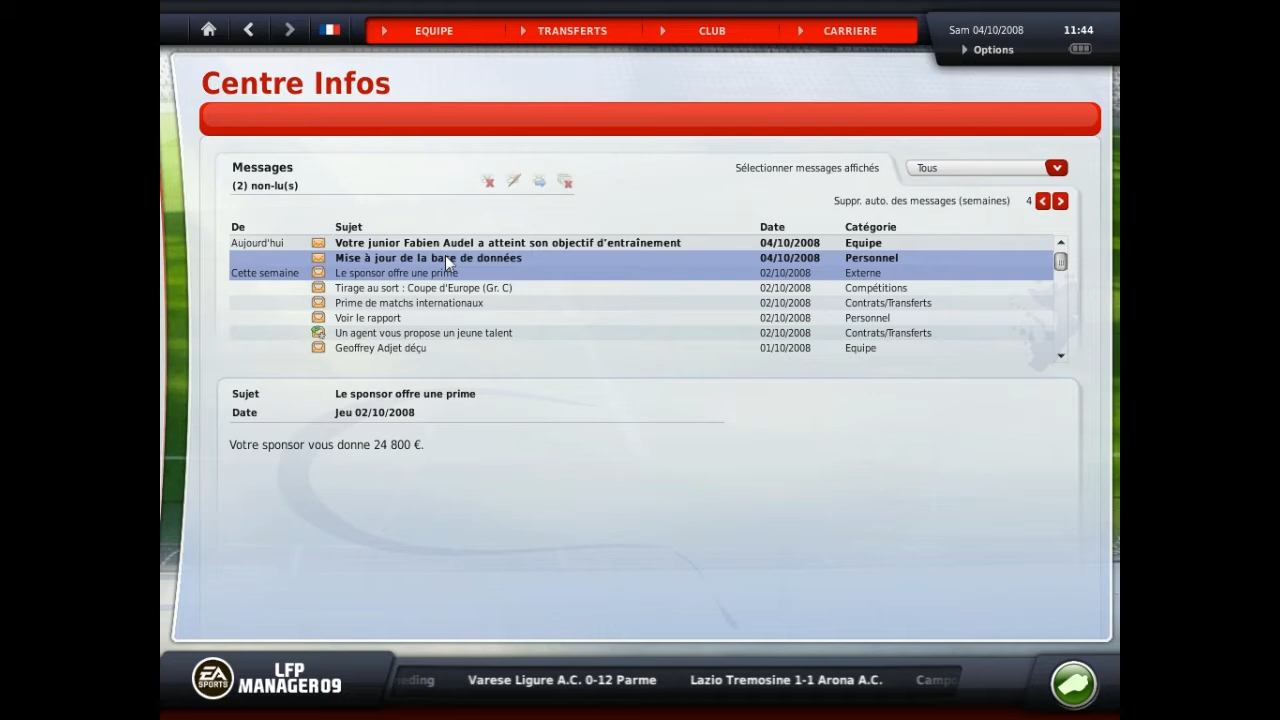 EQUIPE TRANSFERTS CLUB CARRIERE
Sam 04/10/2008 11:44
Options
Centre Infos
Messages
(2) non-lu(s)
Sélectionner messages affichés Tous
Suppr. auto. des messages (semaines) 4
De Sujet Date Catégorie
Aujourd'hui Votre junior Fabien Audel a atteint son objectif d'entraînement 04/10/2008 Equipe
Mise à jour de la base de données 04/10/2008 Personnel
Cette semaine Le sponsor offre une prime 02/10/2008 Externe
Tirage au sort : Coupe d'Europe (Gr. C) 02/10/2008 Compétitions
Prime de matchs internationaux 02/10/2008 Contrats/Transferts
Voir le rapport 02/10/2008 Personnel
Un agent vous propose un jeune talent 02/10/2008 Contrats/Transferts
Geoffrey Adjet déçu 01/10/2008 Equipe
Sujet Le sponsor offre une prime
Date Jeu 02/10/2008
Votre sponsor vous donne 24 800 €.
EA SPORTS
LFP
MANAGER09
eding Varese Ligure A.C. 0-12 Parme Lazio Tremosine 1-1 Arona A.C. Campo